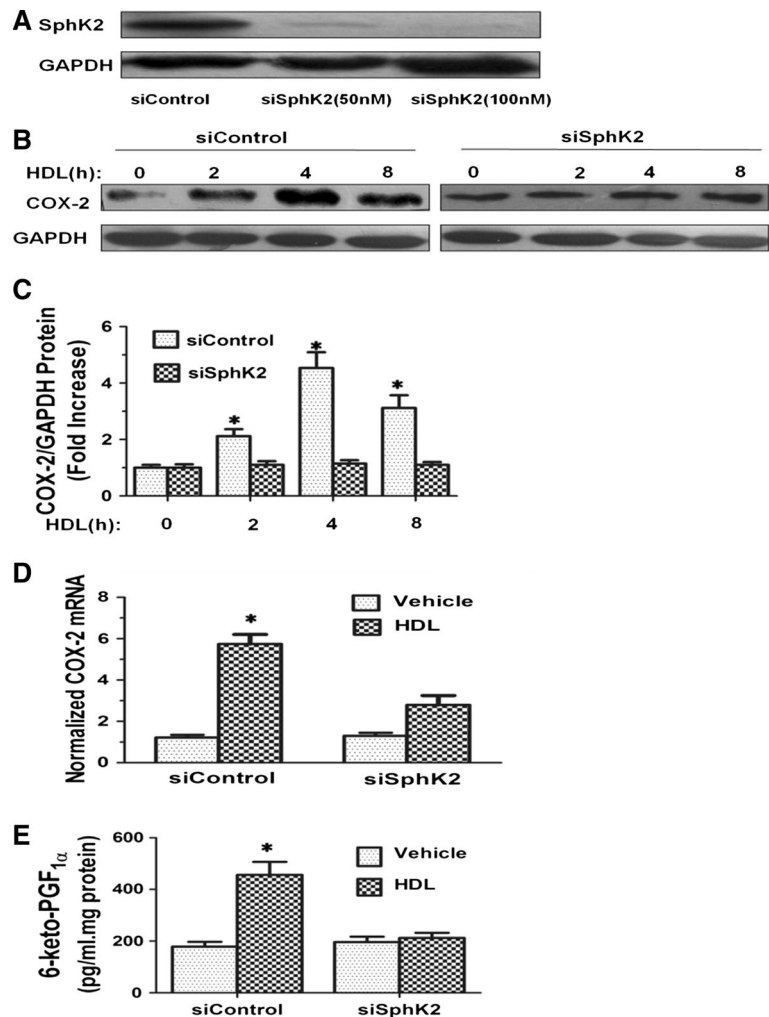 A
SphK2
GAPDH
siControl siSphK2(50nM) siSphK2(100nM)
B
siControl siSphK2
HDL(h): 0 2 4 8 0 2 4 8
COX-2
GAPDH
C
COX-2/GAPDH Protein
(Fold Increase)
6
4
2
0
siControl
siSphK2
* * *
HDL(h): 0 2 4 8
D
Normalized COX-2 mRNA
8
6
4
2
0
*
Vehicle
HDL
siControl siSphK2
E
6-keto-PGF1α
(pg/ml.mg protein)
600
400
200
0
*
Vehicle
HDL
siControl siSphK2